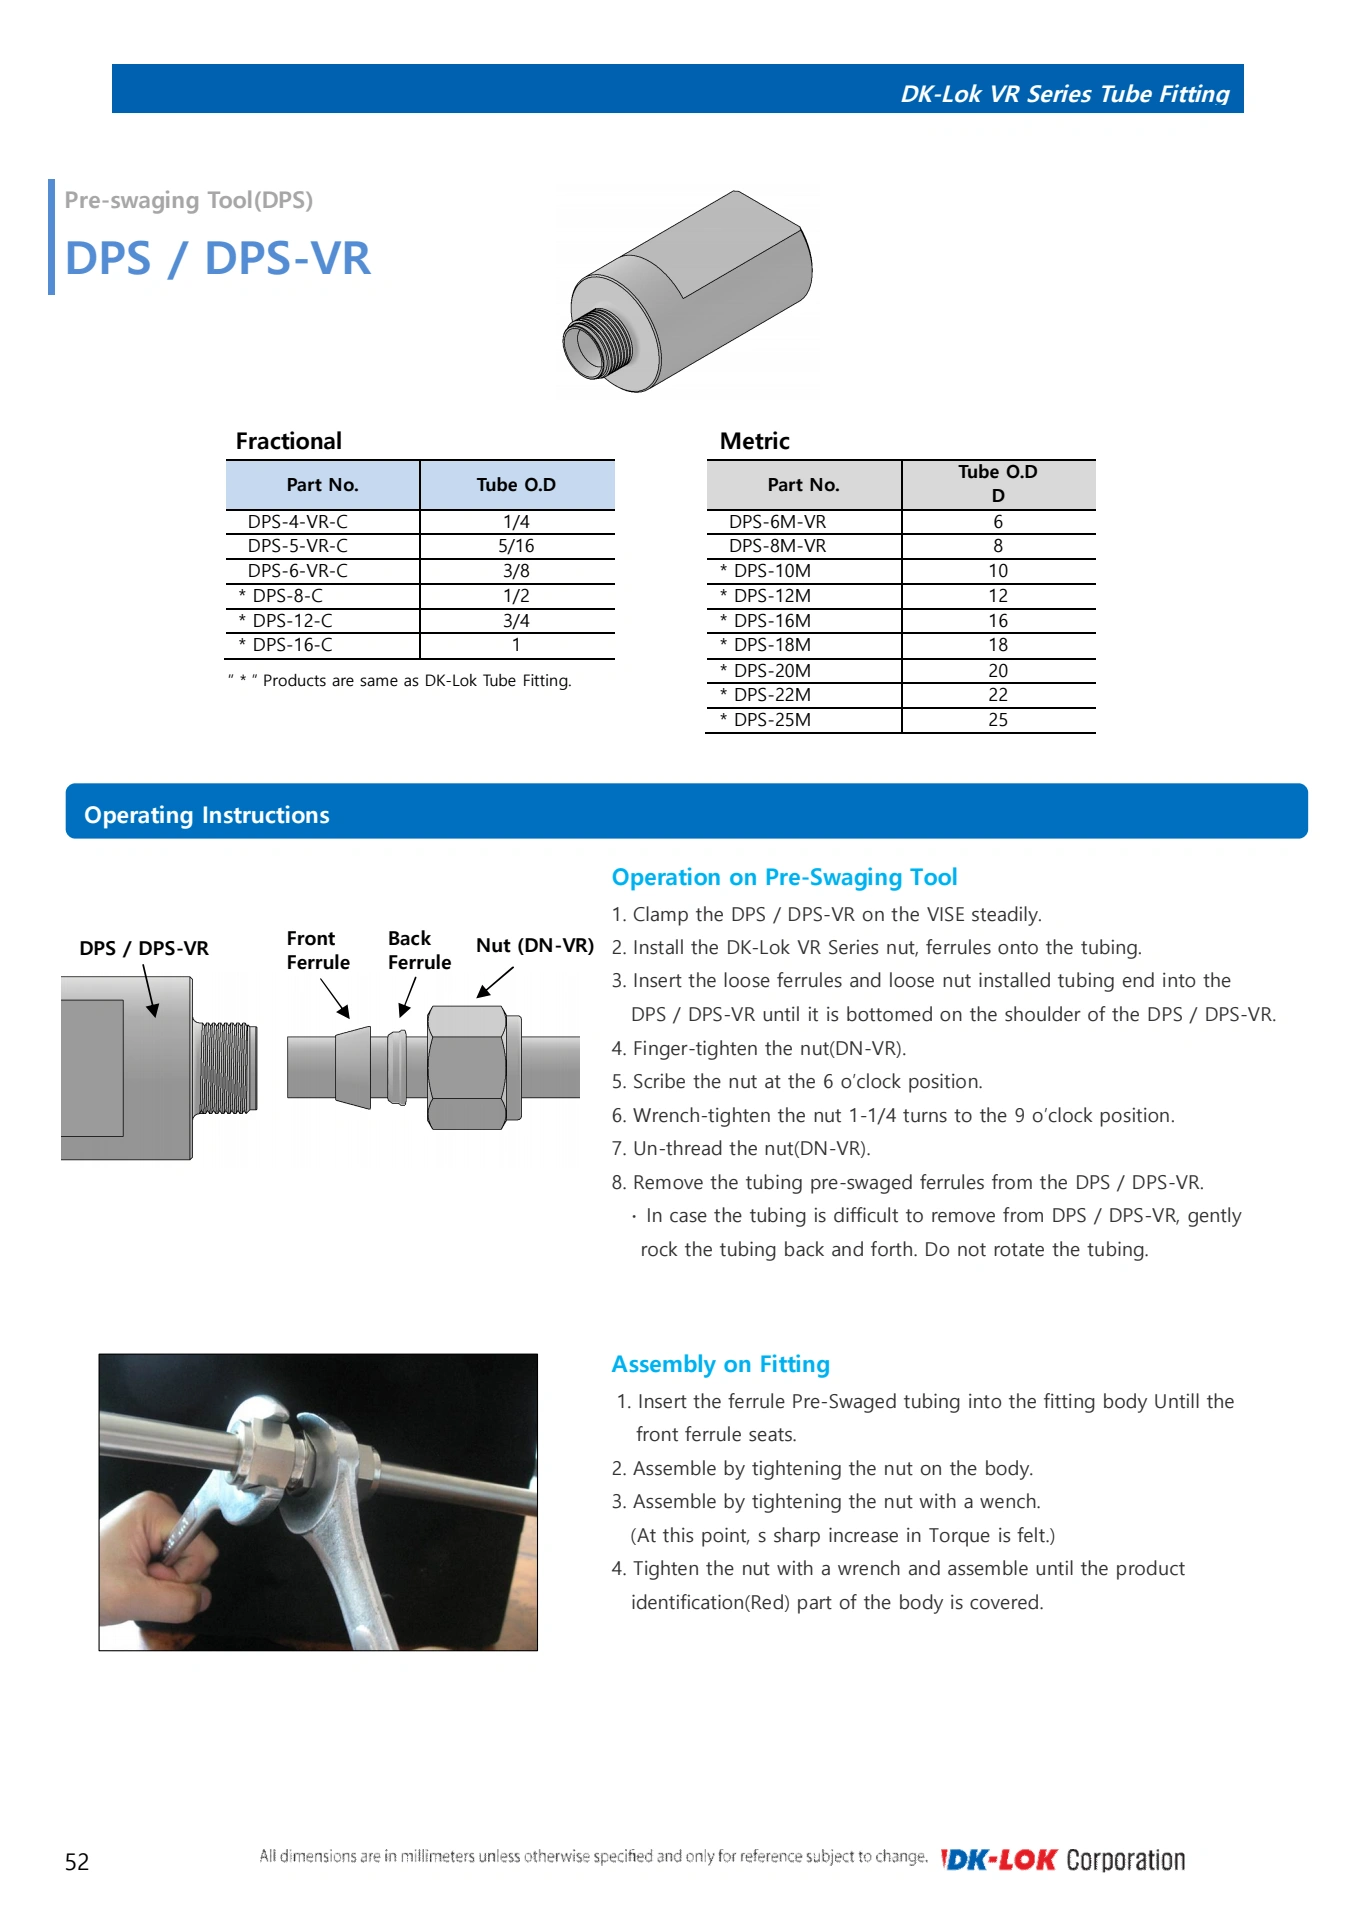 DK-Lok VR Series Tube Fitting
Pre-swaging Tool(DPS)
DPS / DPS-VR
Fractional
Part No. Tube O.D
DPS-4-VR-C 1/4
DPS-5-VR-C 5/16
DPS-6-VR-C 3/8
* DPS-8-C 1/2
* DPS-12-C 3/4
* DPS-16-C 1
“ * ” Products are same as DK-Lok Tube Fitting.
Metric
Part No. Tube O.D
D
DPS-6M-VR 6
DPS-8M-VR 8
* DPS-10M 10
* DPS-12M 12
* DPS-16M 16
* DPS-18M 18
* DPS-20M 20
* DPS-22M 22
* DPS-25M 25
Operating Instructions
DPS / DPS-VR
Front
Ferrule
Back
Ferrule
Nut (DN-VR)
Operation on Pre-Swaging Tool
1. Clamp the DPS / DPS-VR on the VISE steadily.
2. Install the DK-Lok VR Series nut, ferrules onto the tubing.
3. Insert the loose ferrules and loose nut installed tubing end into the
DPS / DPS-VR until it is bottomed on the shoulder of the DPS / DPS-VR.
4. Finger-tighten the nut(DN-VR).
5. Scribe the nut at the 6 o’clock position.
6. Wrench-tighten the nut 1-1/4 turns to the 9 o’clock position.
7. Un-thread the nut(DN-VR).
8. Remove the tubing pre-swaged ferrules from the DPS / DPS-VR.
· In case the tubing is difficult to remove from DPS / DPS-VR, gently
rock the tubing back and forth. Do not rotate the tubing.
Assembly on Fitting
1. Insert the ferrule Pre-Swaged tubing into the fitting body Untill the
front ferrule seats.
2. Assemble by tightening the nut on the body.
3. Assemble by tightening the nut with a wench.
(At this point, s sharp increase in Torque is felt.)
4. Tighten the nut with a wrench and assemble until the product
identification(Red) part of the body is covered.
52
All dimensions are in millimeters unless otherwise specified and only for reference subject to change.
DK-LOK Corporation